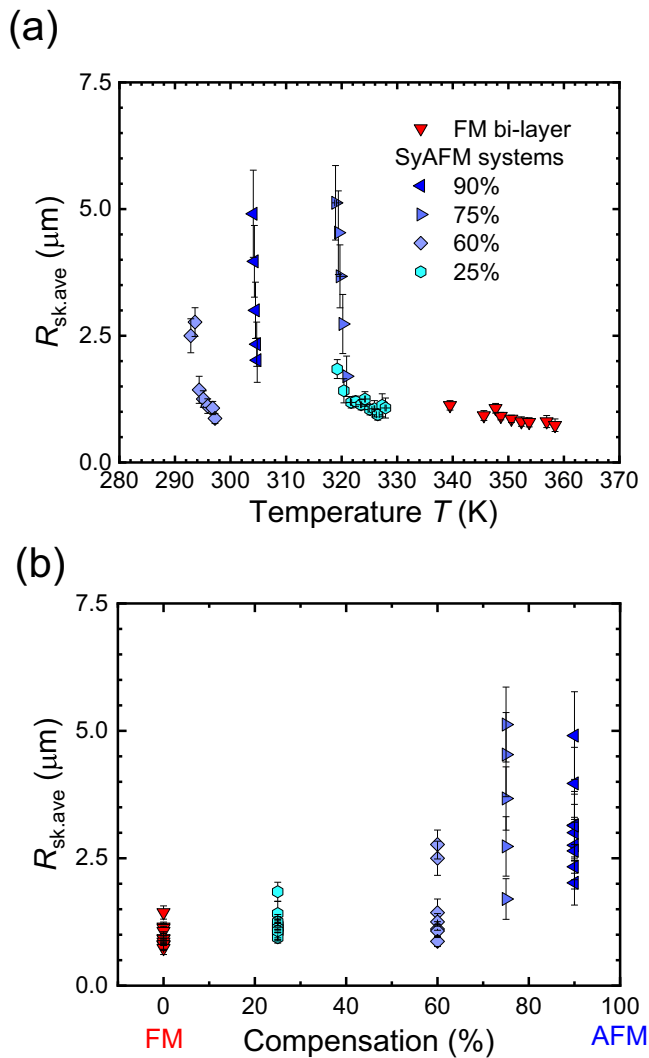 (a)
7.5
5.0
2.5
0.0
R_sk.ave (μm)
FM bi-layer
SyAFM systems
90%
75%
60%
25%
280 290 300 310 320 330 340 350 360 370
Temperature T (K)
(b)
7.5
5.0
2.5
0.0
R_sk.ave (μm)
0 20 40 60 80 100
FM Compensation (%) AFM